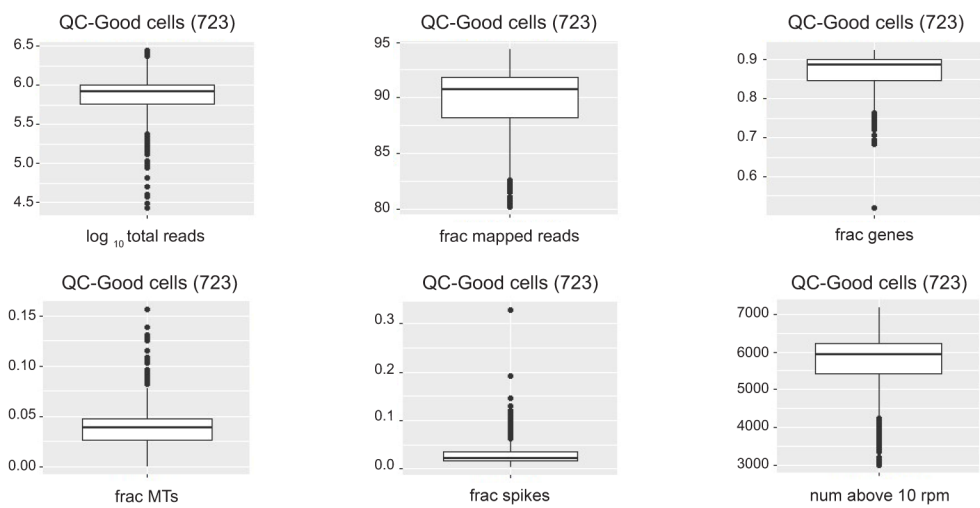 QC-Good cells (723)
6.5
6.0
5.5
5.0
4.5
log 10 total reads
QC-Good cells (723)
95
90
85
80
frac mapped reads
QC-Good cells (723)
0.9
0.8
0.7
0.6
frac genes
QC-Good cells (723)
0.15
0.10
0.05
0.00
frac MTs
QC-Good cells (723)
0.3
0.2
0.1
0.0
frac spikes
QC-Good cells (723)
7000
6000
5000
4000
3000
num above 10 rpm